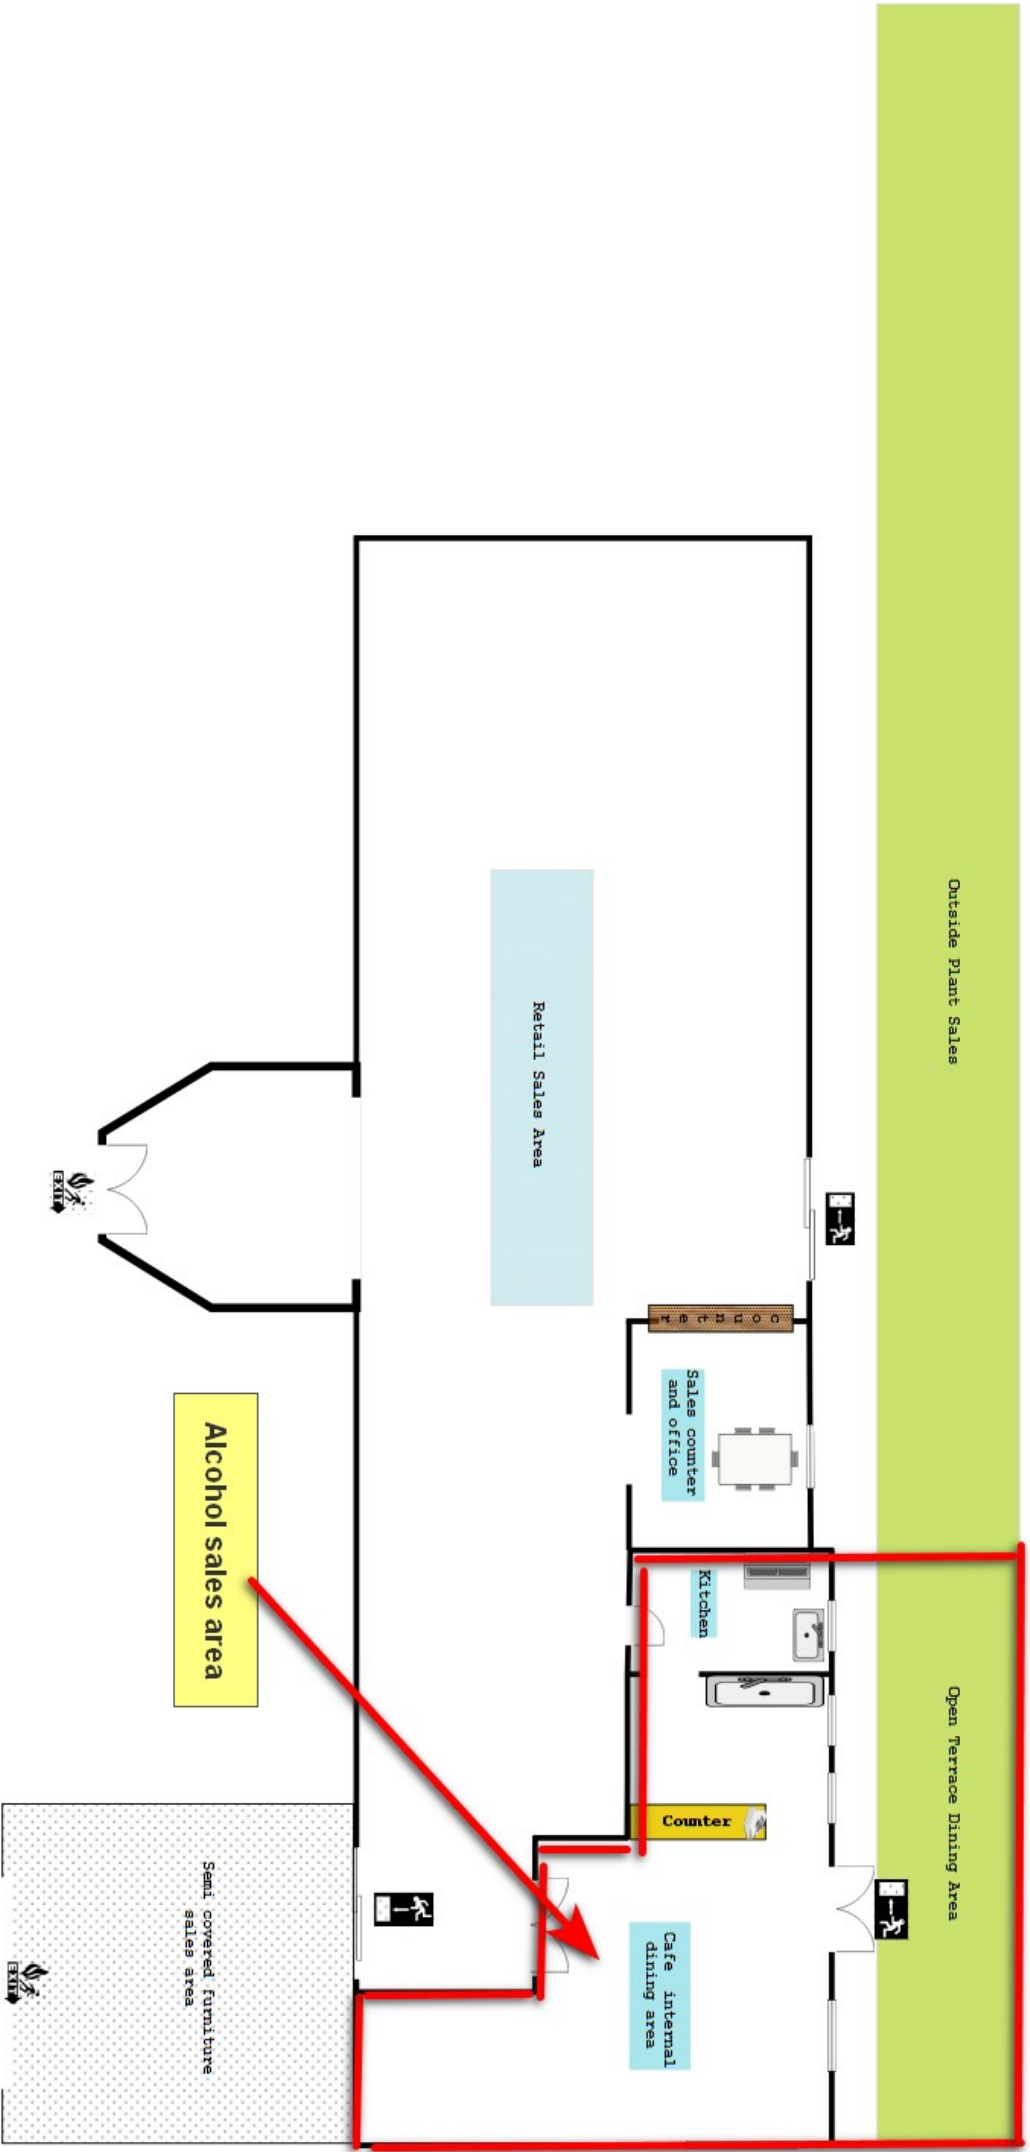 Outside Plant Sales
Retail Sales Area
EXIT
counter
Sales counter
and office
Alcohol sales area
Kitchen
Open Terrace Dining Area
Counter
Cafe internal
dining area
Semi covered furniture
sales area
EXIT